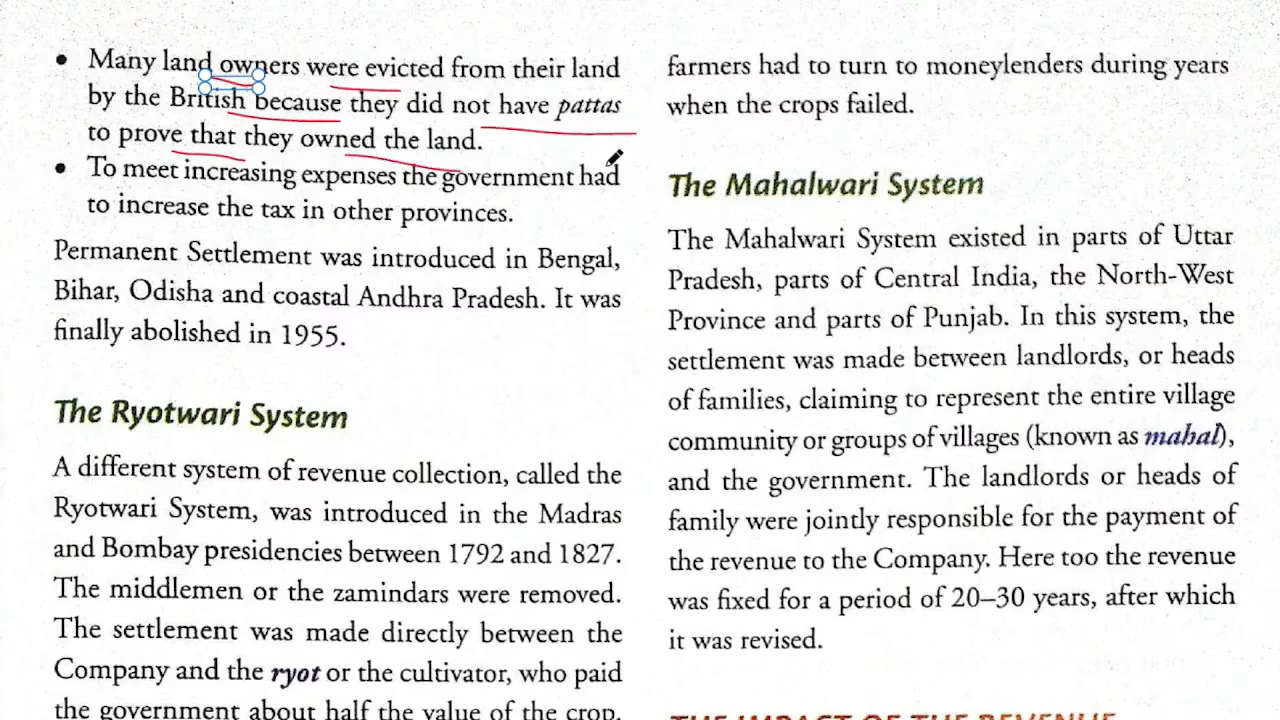 • Many land owners were evicted from their land
by the British because they did not have pattas
to prove that they owned the land.
• To meet increasing expenses the government had
to increase the tax in other provinces.
Permanent Settlement was introduced in Bengal,
Bihar, Odisha and coastal Andhra Pradesh. It was
finally abolished in 1955.
The Ryotwari System
A different system of revenue collection, called the
Ryotwari System, was introduced in the Madras
and Bombay presidencies between 1792 and 1827.
The middlemen or the zamindars were removed.
The settlement was made directly between the
Company and the ryot or the cultivator, who paid
the government about half the value of the crop.
farmers had to turn to moneylenders during years
when the crops failed.
The Mahalwari System
The Mahalwari System existed in parts of Uttar
Pradesh, parts of Central India, the North-West
Province and parts of Punjab. In this system, the
settlement was made between landlords, or heads
of families, claiming to represent the entire village
community or groups of villages (known as mahal),
and the government. The landlords or heads of
family were jointly responsible for the payment of
the revenue to the Company. Here too the revenue
was fixed for a period of 20–30 years, after which
it was revised.
THE IMPACT OF THE REVENUE